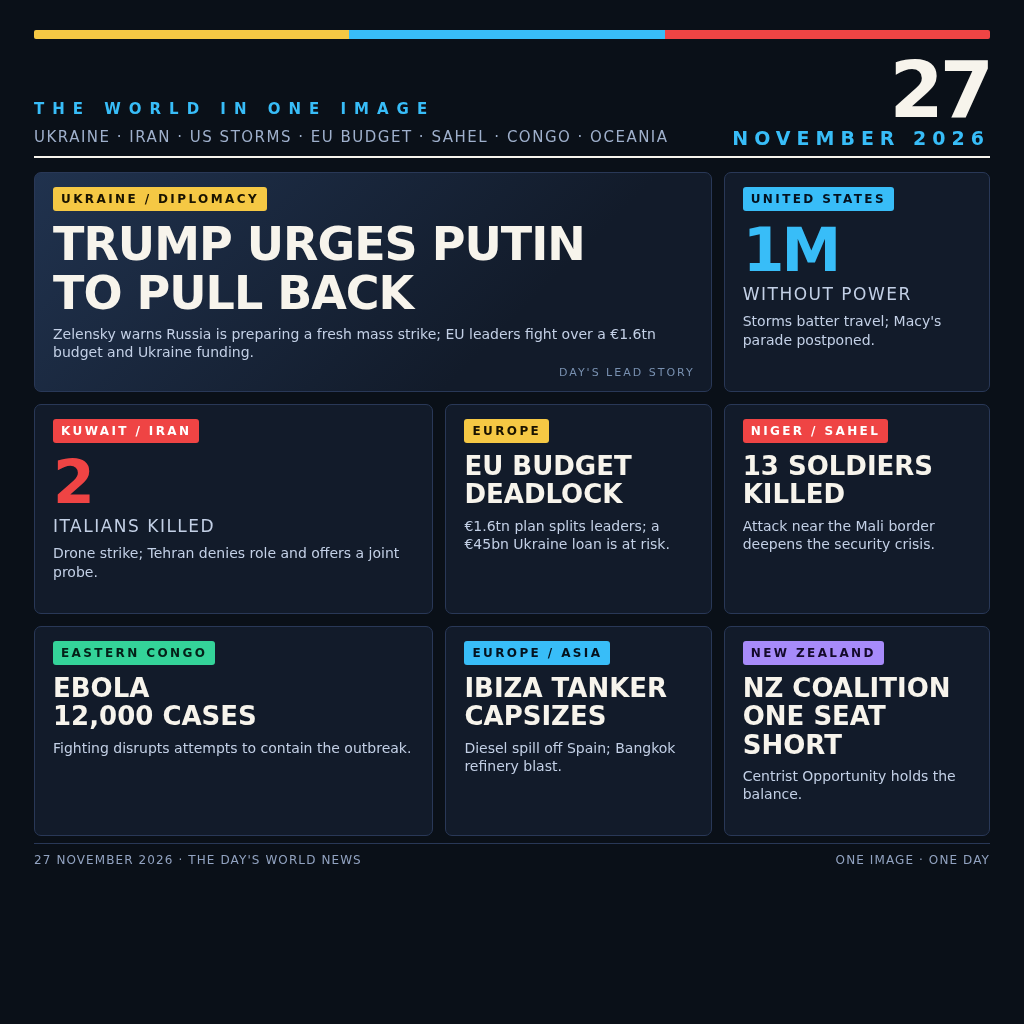 THE WORLD IN ONE IMAGE
UKRAINE · IRAN · US STORMS · EU BUDGET · SAHEL · CONGO · OCEANIA
27
NOVEMBER 2026
UKRAINE / DIPLOMACY
TRUMP URGES PUTIN
TO PULL BACK
Zelensky warns Russia is preparing a fresh mass strike; EU leaders fight over a €1.6tn
budget and Ukraine funding.
DAY'S LEAD STORY
UNITED STATES
1M
WITHOUT POWER
Storms batter travel; Macy's
parade postponed.
KUWAIT / IRAN
2
ITALIANS KILLED
Drone strike; Tehran denies role and offers a joint
probe.
EUROPE
EU BUDGET
DEADLOCK
€1.6tn plan splits leaders; a
€45bn Ukraine loan is at risk.
NIGER / SAHEL
13 SOLDIERS
KILLED
Attack near the Mali border
deepens the security crisis.
EASTERN CONGO
EBOLA
12,000 CASES
Fighting disrupts attempts to contain the outbreak.
EUROPE / ASIA
IBIZA TANKER
CAPSIZES
Diesel spill off Spain; Bangkok
refinery blast.
NEW ZEALAND
NZ COALITION
ONE SEAT
SHORT
Centrist Opportunity holds the
balance.
27 NOVEMBER 2026 · THE DAY'S WORLD NEWS
ONE IMAGE · ONE DAY